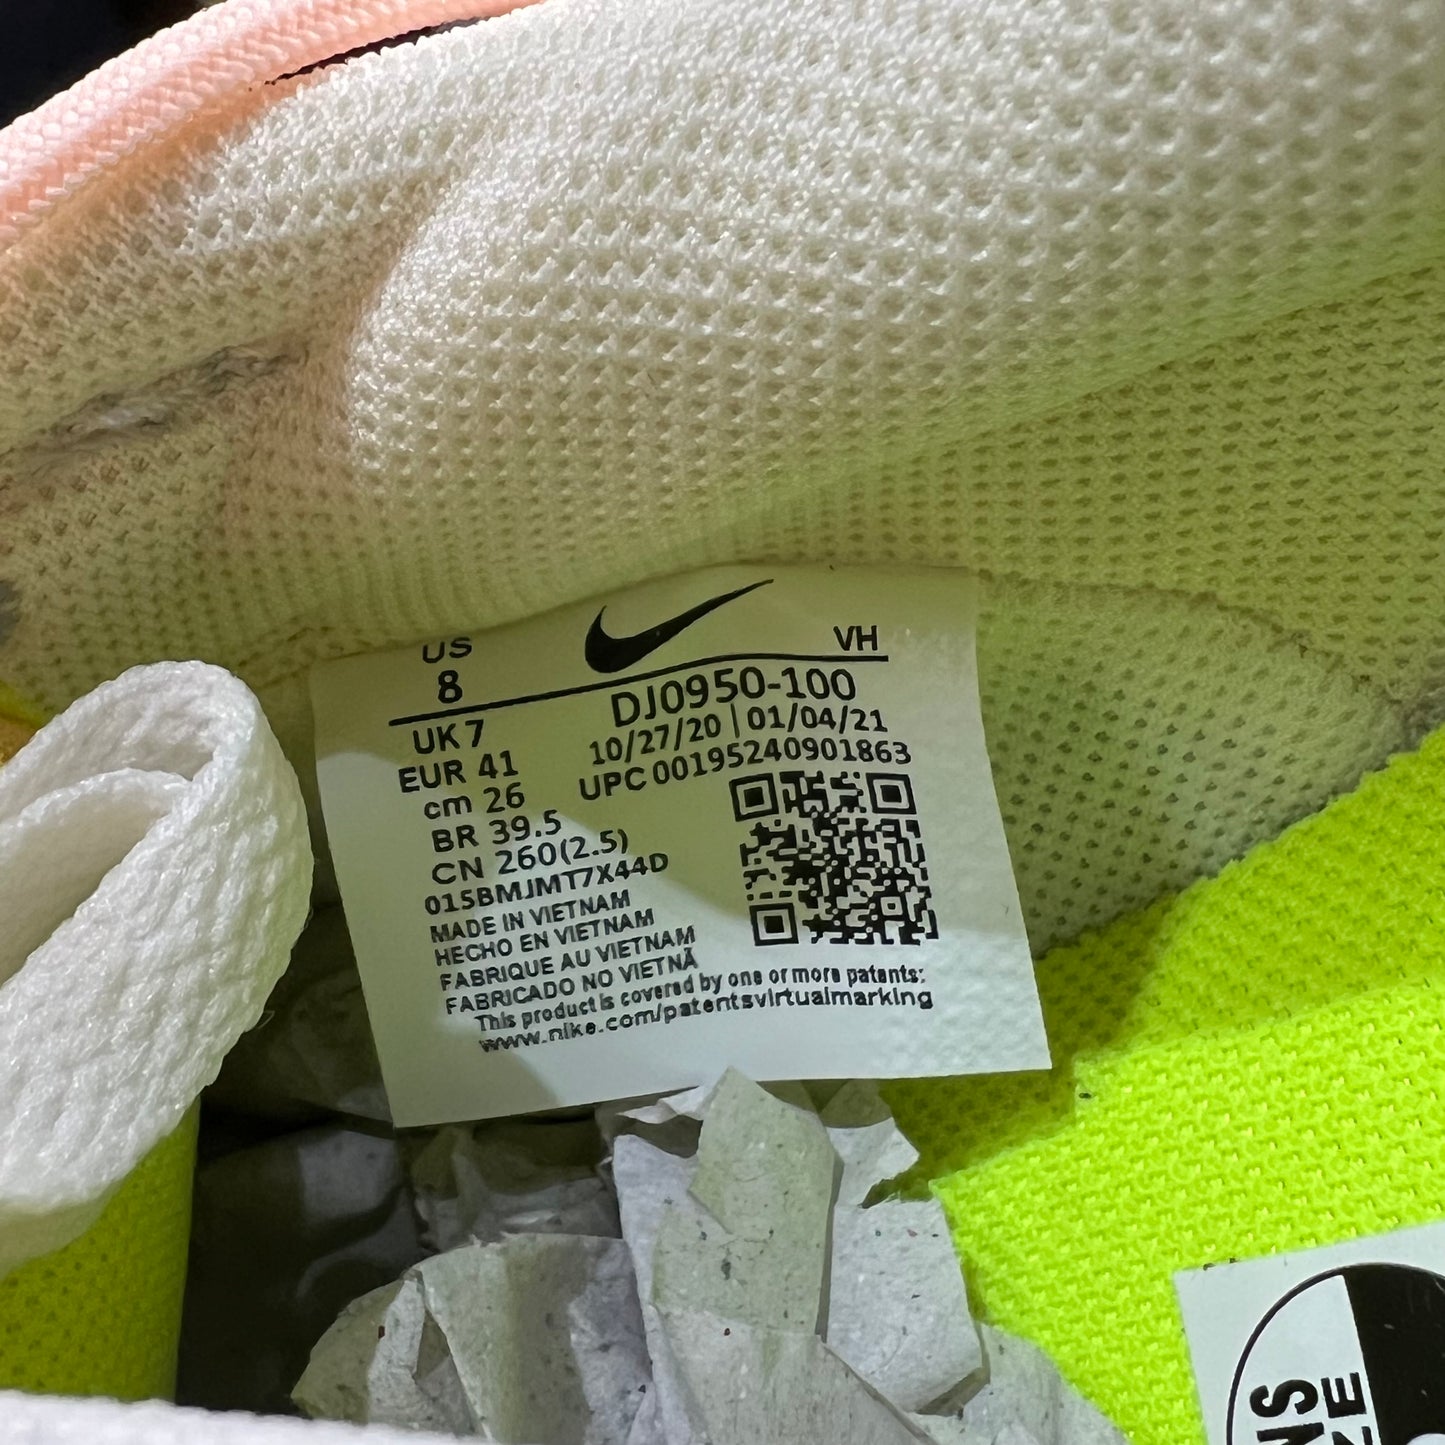 US
8
VH
DJ0950-100
UK 7
10/27/20 | 01/04/21
EUR 41
UPC 00195240901863
cm 26
BR 39.5
CN 260(2.5)
015BMJMT7X44D
MADE IN VIETNAM
HECHO EN VIETNAM
FABRIQUE AU VIETNAM
FABRICADO NO VIETNÃ
This product is covered by one or more patents:
www.nike.com/patentsvirtualmarking